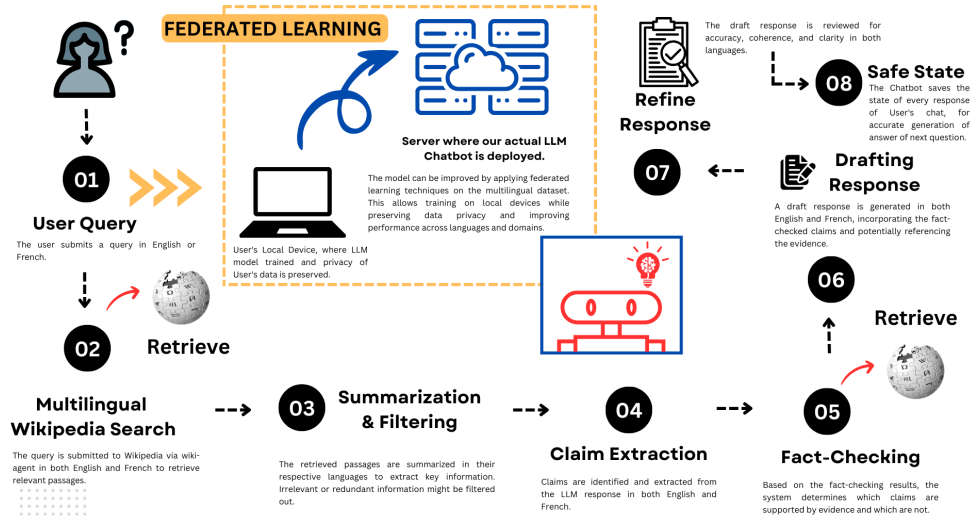 FEDERATED LEARNING
Server where our actual LLM
Chatbot is deployed.
The model can be improved by applying federated
learning techniques on the multilingual dataset.
This allows training on local devices while
preserving data privacy and improving
performance across languages and domains.
User's Local Device, where LLM
model trained and privacy of
User's data is preserved.
01
User Query
The user submits a query in English or
French.
02
Retrieve
Multilingual
Wikipedia Search
The query is submitted to Wikipedia via wiki-
agent in both English and French to retrieve
relevant passages.
03
Summarization
& Filtering
The retrieved passages are summarized in their
respective languages to extract key information.
Irrelevant or redundant information might be filtered
out.
04
Claim Extraction
Claims are identified and extracted from
the LLM response in both English and
French.
05
Retrieve
Fact-Checking
Based on the fact-checking results, the
system determines which claims are
supported by evidence and which are not.
06
Drafting
Response
A draft response is generated in both
English and French, incorporating the fact-
checked claims and potentially referencing
the evidence.
07
Refine
Response
The draft response is reviewed for
accuracy, coherence, and clarity in both
languages.
08
Safe State
The Chatbot saves the
state of every response
of User's chat, for
accurate generation of
answer of next question.